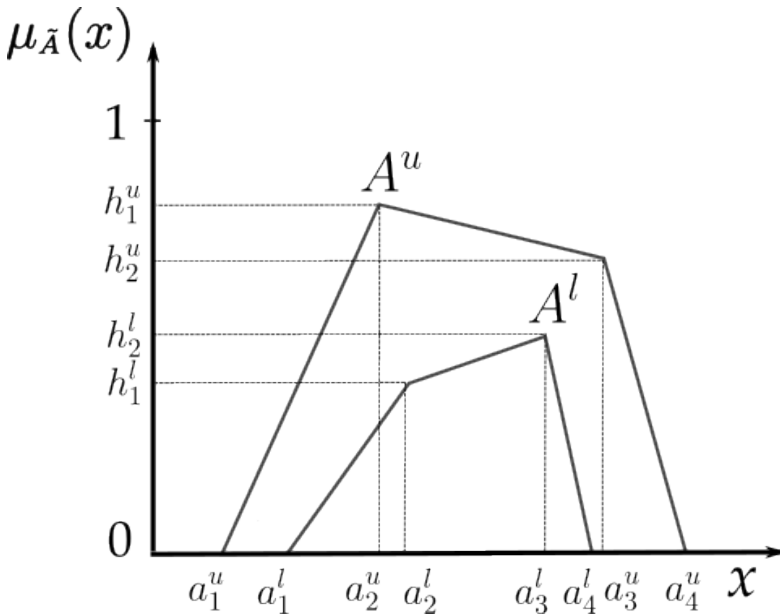 μ_Ã(x)
1
A^u
h_1^u
h_2^u
A^l
h_2^l
h_1^l
0
a_1^u a_1^l a_2^u a_2^l a_3^l a_4^l a_3^u a_4^u x